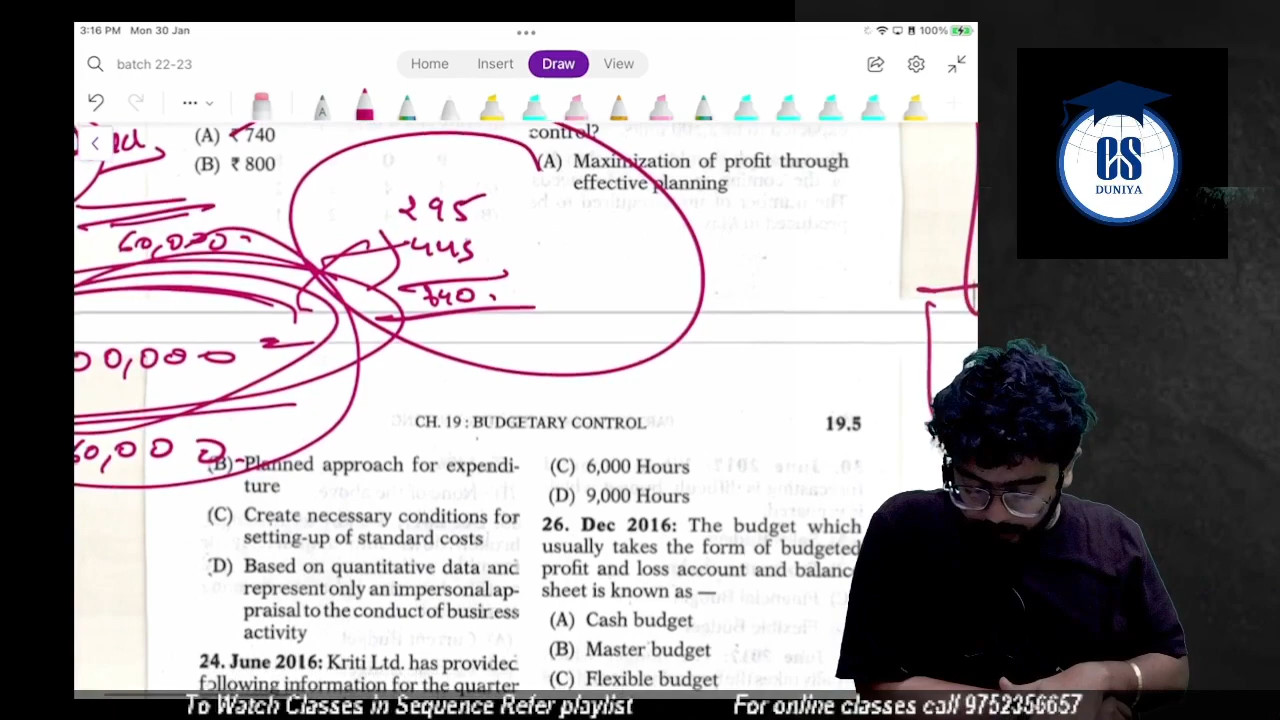 3:16 PM Mon 30 Jan
100%
batch 22-23
Home Insert Draw View
(A) ₹ 740
(B) ₹ 800
control?
(A) Maximization of profit through
effective planning
60,000
295
445
740.
00,000
60,000
CH. 19 : BUDGETARY CONTROL 19.5
(B) Planned approach for expendi-
ture
(C) Create necessary conditions for
setting-up of standard costs
(D) Based on quantitative data and
represent only an impersonal ap-
praisal to the conduct of business
activity
24. June 2016: Kriti Ltd. has provided
following information for the quarter-
(C) 6,000 Hours
(D) 9,000 Hours
26. Dec 2016: The budget which
usually takes the form of budgeted
profit and loss account and balance
sheet is known as —
(A) Cash budget
(B) Master budget
(C) Flexible budget
CS
DUNIYA
To Watch Classes in Sequence Refer playlist For online classes call 9752356657